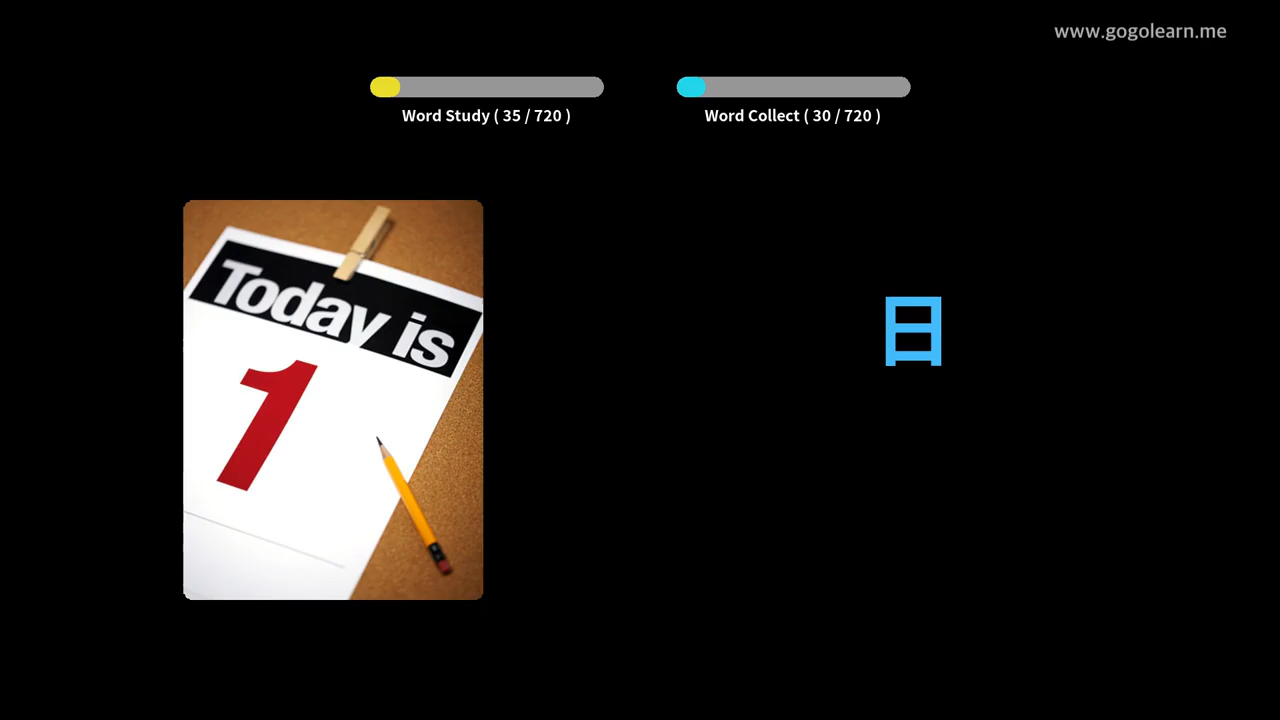 www.gogolearn.me
Word Study ( 35 / 720 )
Word Collect ( 30 / 720 )
Today is
1
日